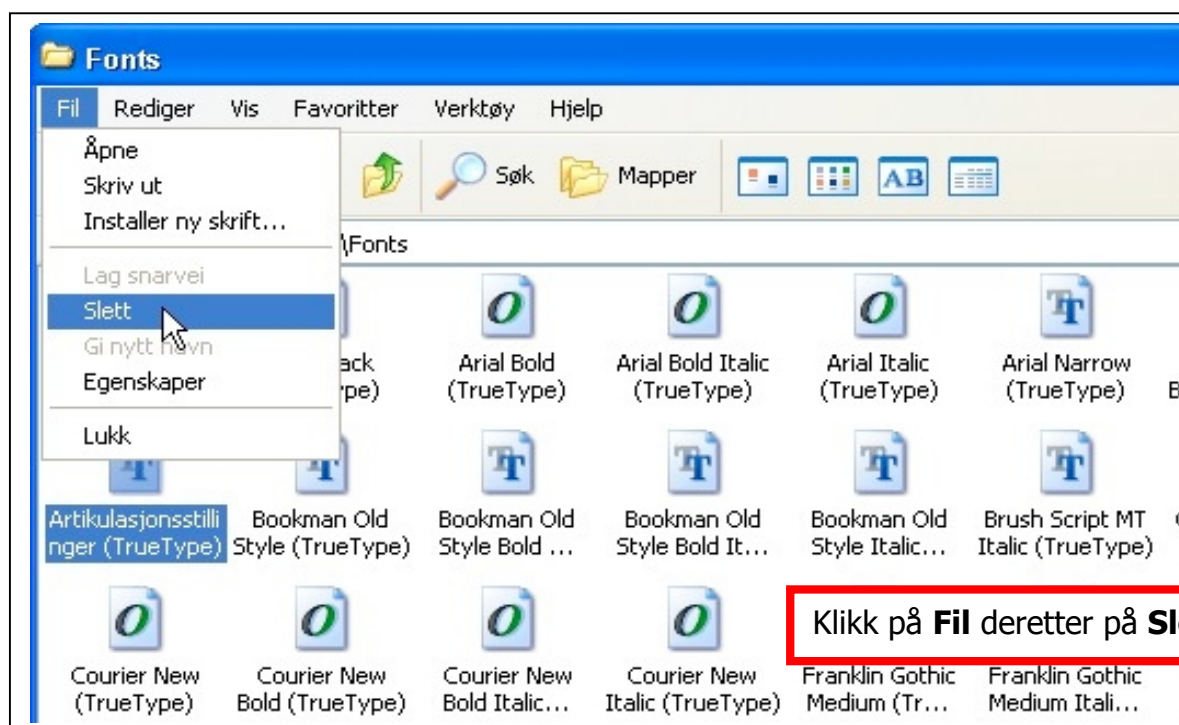 Fonts
Fil Rediger Vis Favoritter Verktøy Hjelp
Åpne
Skriv ut
Installer ny skrift...
Lag snarvei
Slett
Gi nytt navn
Egenskaper
Lukk
Søk Mapper
AB
\Fonts
Arial Bold
(TrueType)
Arial Bold Italic
(TrueType)
Arial Italic
(TrueType)
Arial Narrow
(TrueType)
Artikulasjonsstilli
nger (TrueType)
Bookman Old
Style (TrueType)
Bookman Old
Style Bold ...
Bookman Old
Style Bold It...
Bookman Old
Style Italic...
Brush Script MT
Italic (TrueType)
Klikk på Fil deretter på
Courier New
(TrueType)
Courier New
Bold (TrueType)
Courier New
Bold Italic...
Courier New
Italic (TrueType)
Franklin Gothic
Medium (Tr...
Franklin Gothic
Medium Itali...